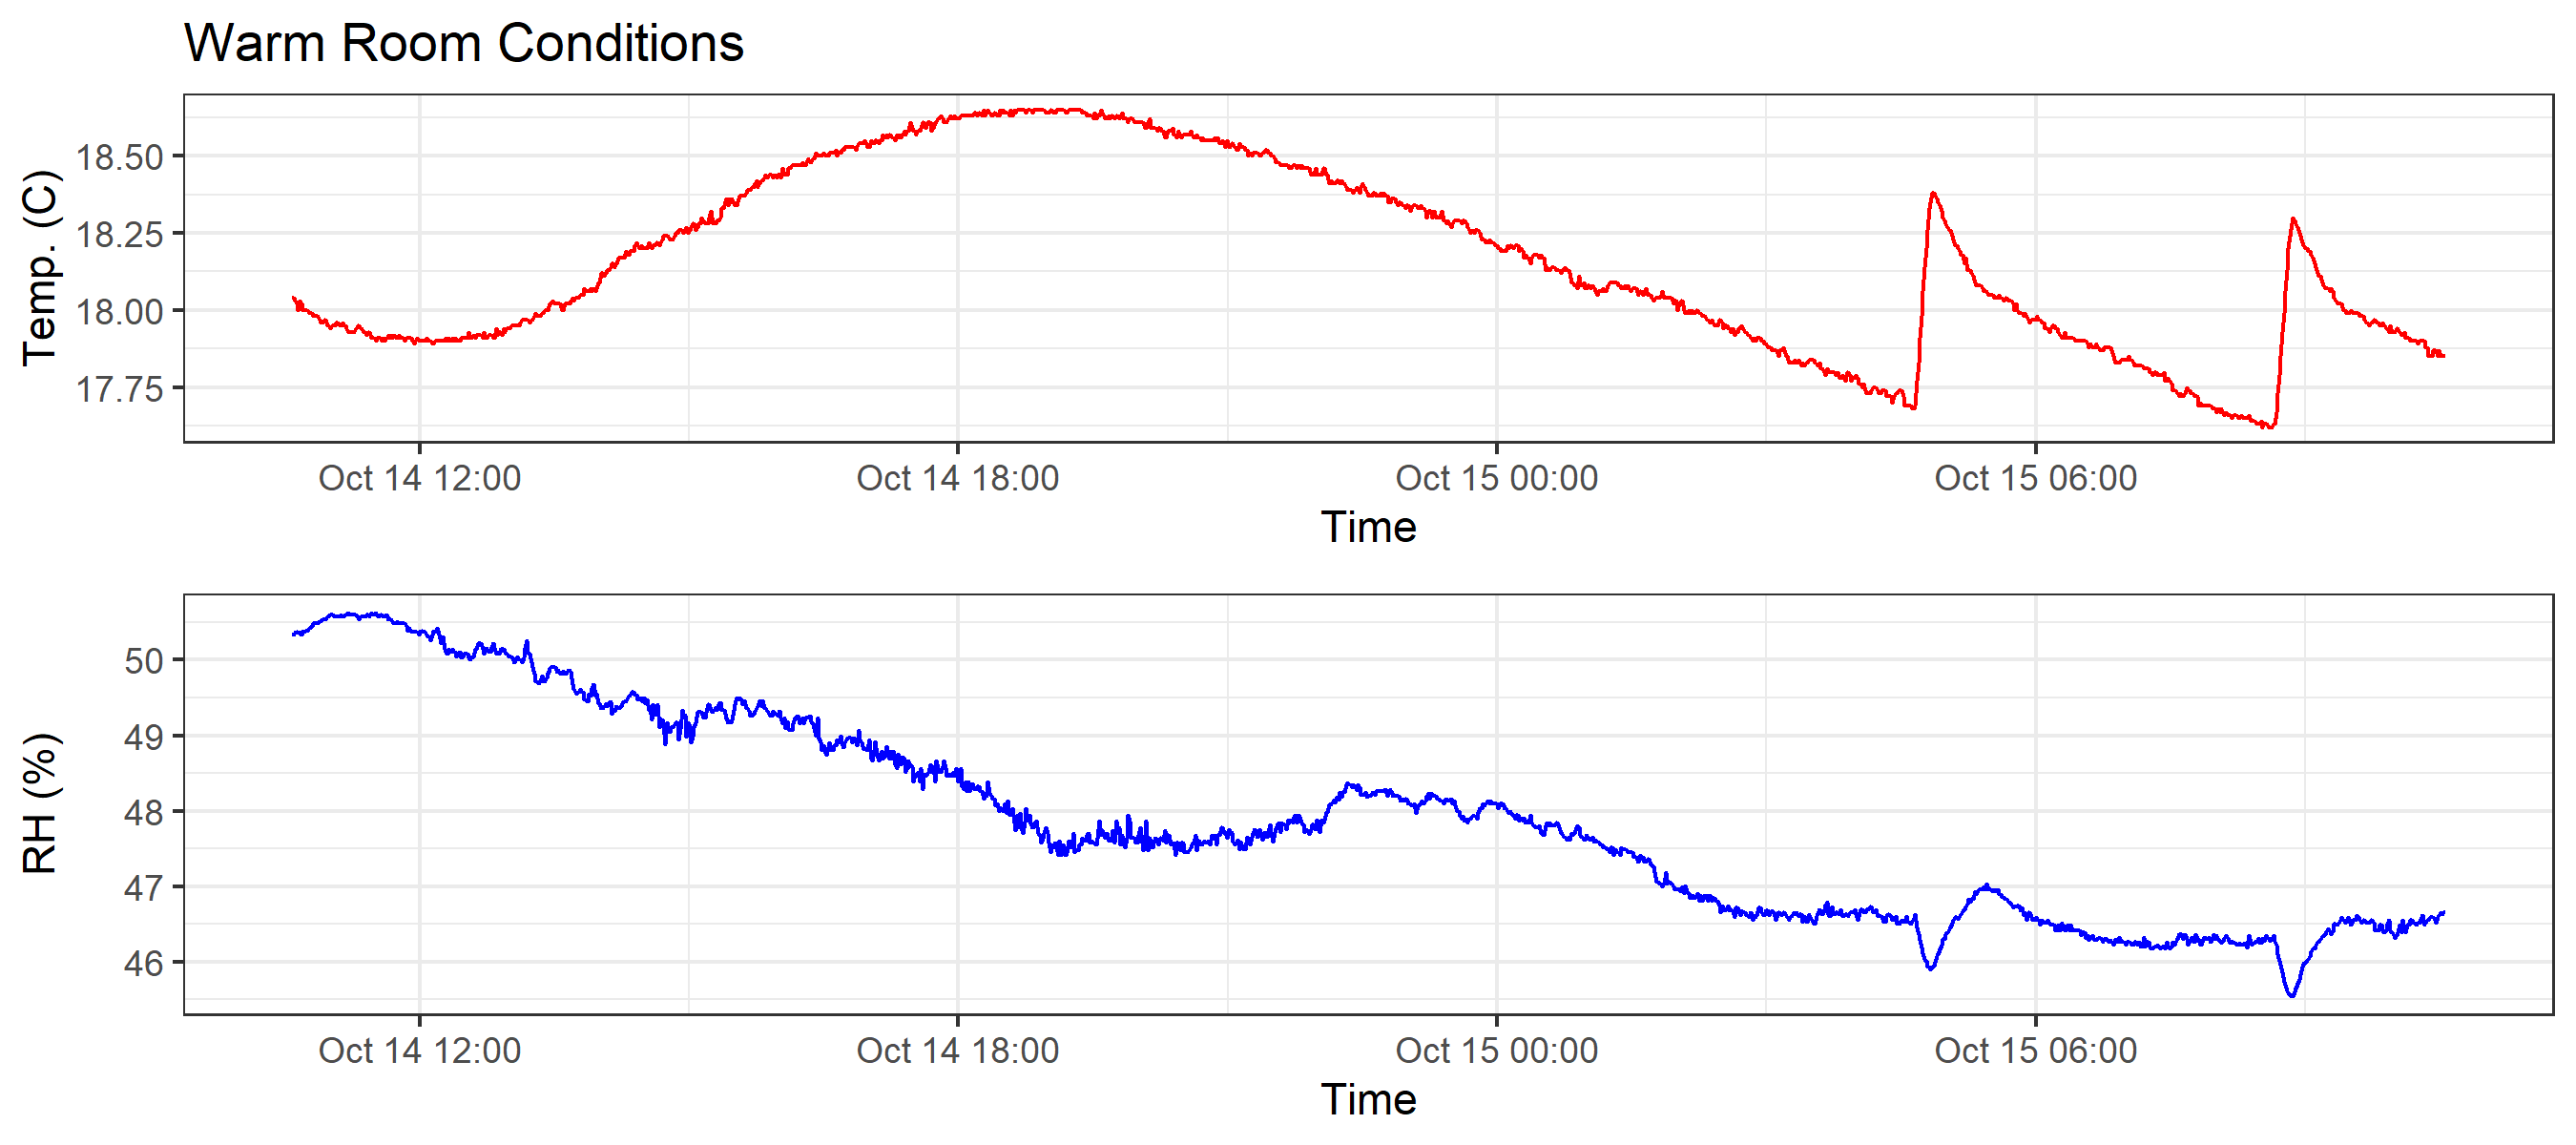 Warm Room Conditions
Temp. (C)
18.50
18.25
18.00
17.75
Oct 14 12:00 Oct 14 18:00 Oct 15 00:00 Oct 15 06:00
Time
RH (%)
50
49
48
47
46
Oct 14 12:00 Oct 14 18:00 Oct 15 00:00 Oct 15 06:00
Time